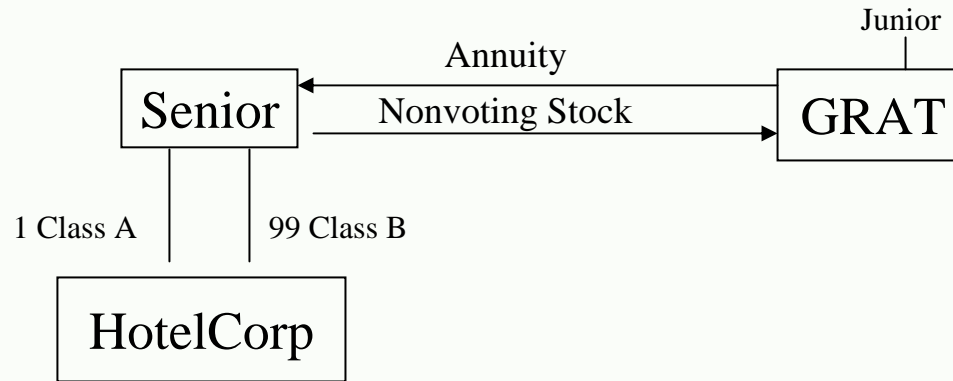 Junior
Annuity
Senior
Nonvoting Stock
GRAT
1 Class A
99 Class B
HotelCorp